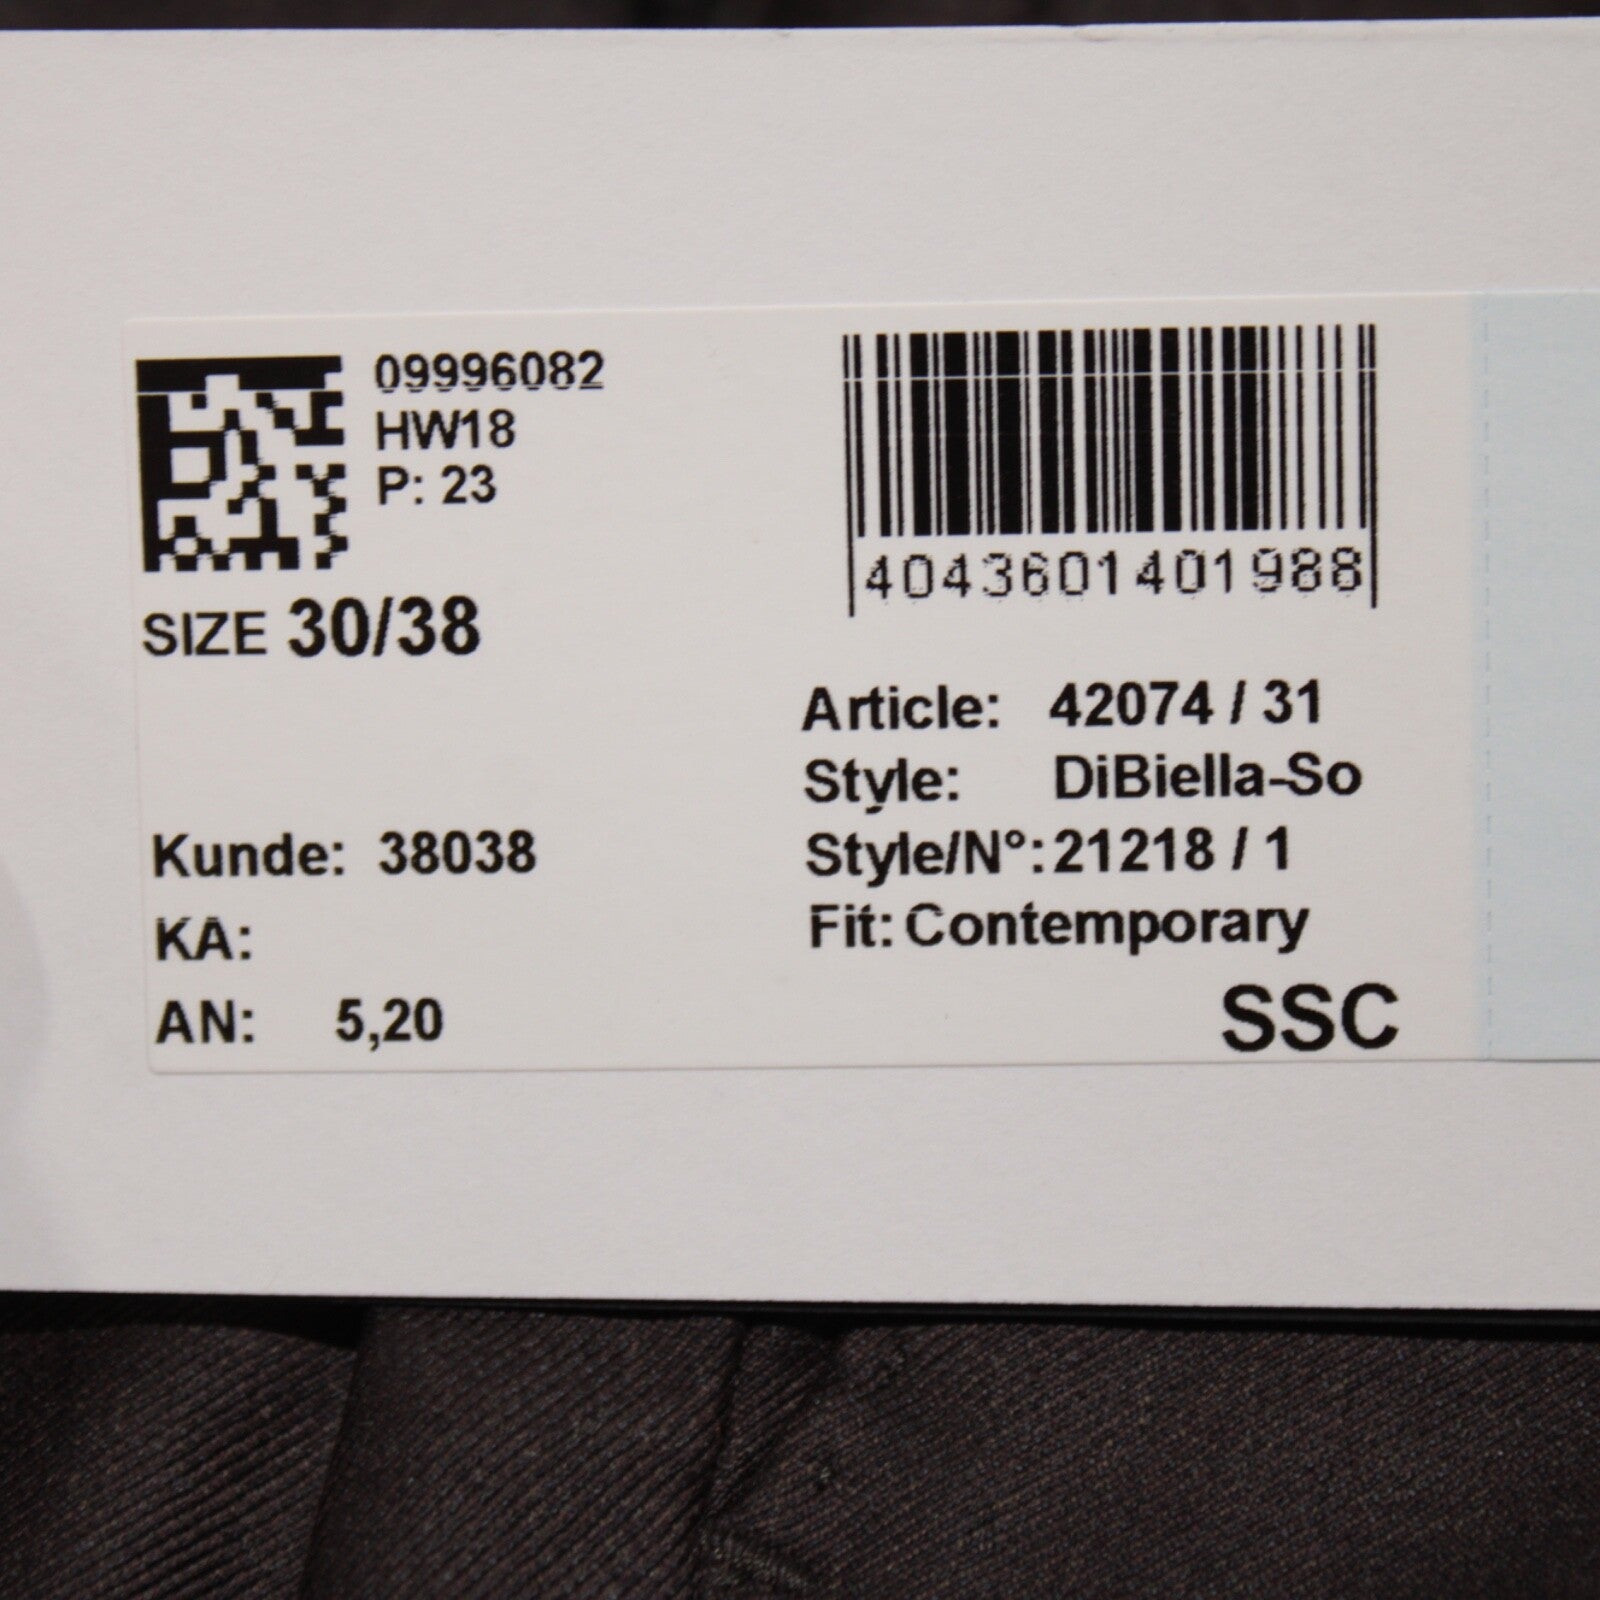 09996082
HW18
P: 23
SIZE 30/38
Kunde: 38038
KA:
AN: 5,20
4043601401988
Article: 42074 / 31
Style: DiBiella-So
Style/N°: 21218 / 1
Fit: Contemporary
SSC